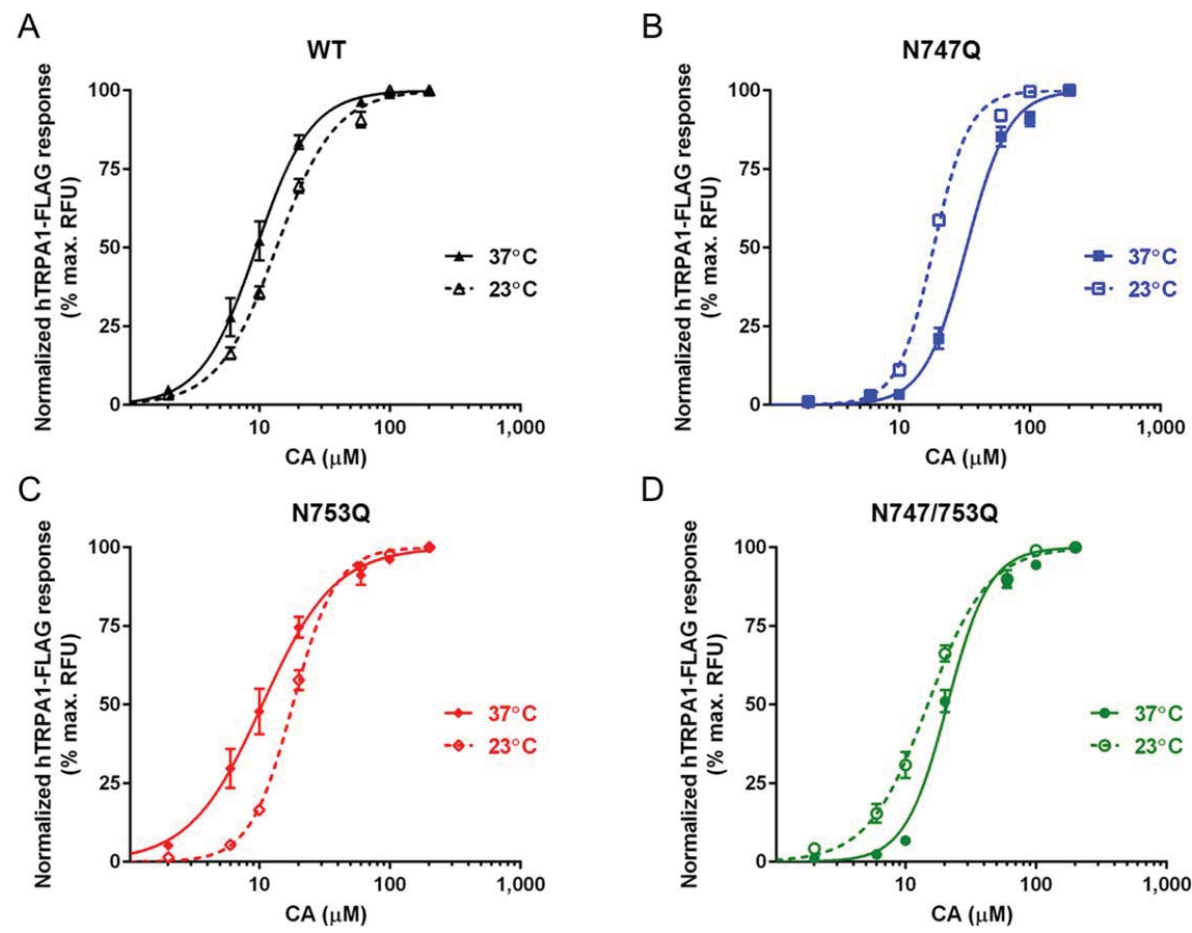 A
WT
Normalized hTRPA1-FLAG response
(% max. RFU)
100
75
50
25
0
10
100
1,000
CA (μM)
37°C
23°C
B
N747Q
Normalized hTRPA1-FLAG response
(% max. RFU)
100
75
50
25
0
10
100
1,000
CA (μM)
37°C
23°C
C
N753Q
Normalized hTRPA1-FLAG response
(% max. RFU)
100
75
50
25
0
10
100
1,000
CA (μM)
37°C
23°C
D
N747/753Q
Normalized hTRPA1-FLAG response
(% max. RFU)
100
75
50
25
0
10
100
1,000
CA (μM)
37°C
23°C